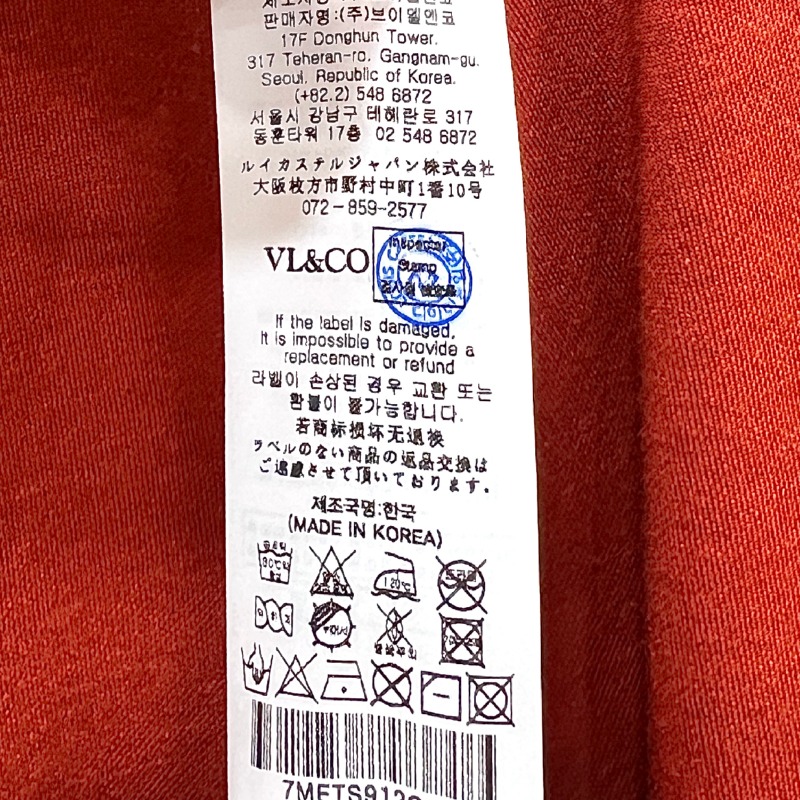 판매자명:(주)브이엘엔코
17F Donghun Tower.
317 Teheran-ro. Gangnam-gu.
Seoul. Republic of Korea.
(+82.2) 548 6872
서울시 강남구 테헤란로 317
동훈타워 17층 02 548 6872
ルイカステルジャパン株式会社
大阪枚方市野村中町1番10号
072-859-2577
VL&CO
Inspector
Stamp
If the label is damaged,
It is impossible to provide a
replacement or refund
라벨이 손상된 경우 교환 또는
환불이 불가능합니다.
若商标损坏无退换
ラベルのない商品の返品交換は
ご遠慮させて頂いております。
제조국명:한국
(MADE IN KOREA)
120℃
드라이